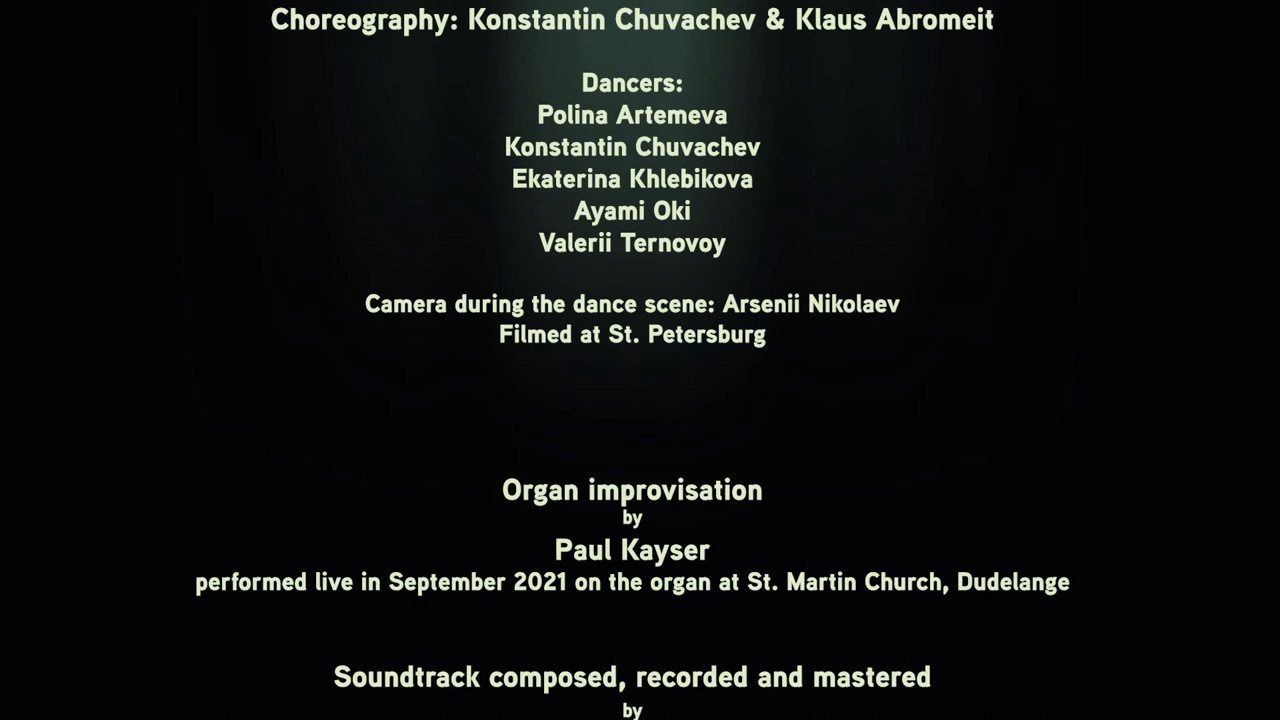 Choreography: Konstantin Chuvachev & Klaus Abromeit
Dancers:
Polina Artemeva
Konstantin Chuvachev
Ekaterina Khlebikova
Ayami Oki
Valerii Ternovoy
Camera during the dance scene: Arsenii Nikolaev
Filmed at St. Petersburg
Organ improvisation
by
Paul Kayser
performed live in September 2021 on the organ at St. Martin Church, Dudelange
Soundtrack composed, recorded and mastered
by